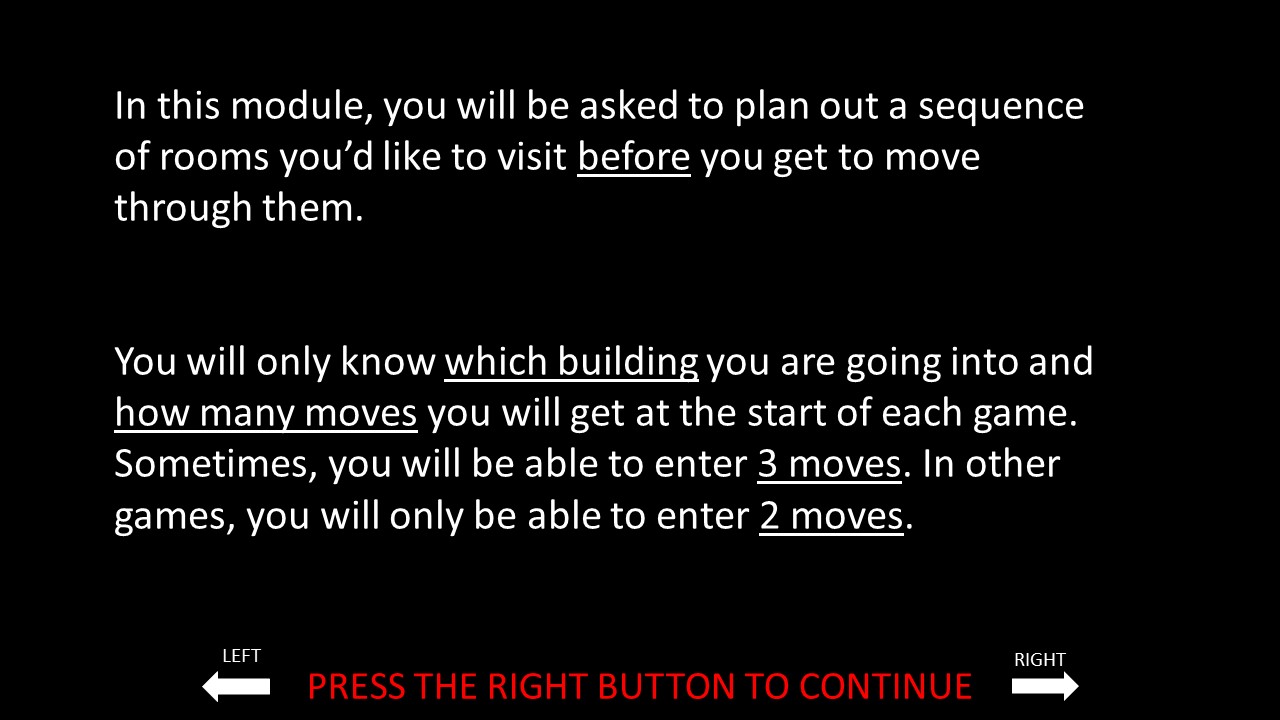 In this module, you will be asked to plan out a sequence
of rooms you’d like to visit before you get to move
through them.
You will only know which building you are going into and
how many moves you will get at the start of each game.
Sometimes, you will be able to enter 3 moves. In other
games, you will only be able to enter 2 moves.
LEFT
RIGHT
PRESS THE RIGHT BUTTON TO CONTINUE